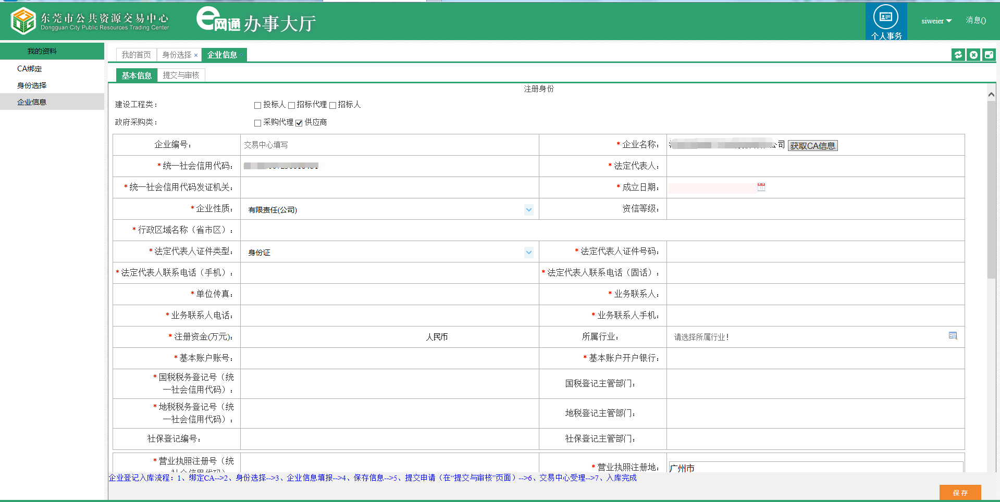 东莞市公共资源交易中心
Dongguan City Public Resources Trading Center
e网通 办事大厅
个人事务
siweier
消息()
我的资料
CA绑定
身份选择
企业信息
我的首页 身份选择 × 企业信息 ×
基本信息 提交与审核
注册身份
建设工程类： 投标人 招标代理 招标人
政府采购类： 采购代理 供应商
企业编号： 交易中心填写 * 企业名称： 公司 获取CA信息
* 统一社会信用代码： * 法定代表人：
* 统一社会信用代码发证机关： * 成立日期：
* 企业性质： 有限责任(公司) 资信等级：
* 行政区域名称（省市区）：
* 法定代表人证件类型： 身份证 * 法定代表人证件号码：
* 法定代表人联系电话（手机）： * 法定代表人联系电话（固话）：
* 单位传真： * 业务联系人：
* 业务联系人电话： * 业务联系人手机：
* 注册资金(万元)： 人民币 所属行业： 请选择所属行业！
* 基本账户账号： * 基本账户开户银行：
* 国税税务登记号（统
一社会信用代码）： 国税登记主管部门：
* 地税税务登记号（统
一社会信用代码）： 地税登记主管部门：
社保登记编号： 社保登记主管部门：
* 营业执照注册号（统
一社会信用代码）： * 营业执照注册地： 广州市
企业登记入库流程：1、绑定CA-->2、身份选择-->3、企业信息填报-->4、保存信息-->5、提交申请（在“提交与审核”页面）-->6、交易中心受理-->7、入库完成
保存